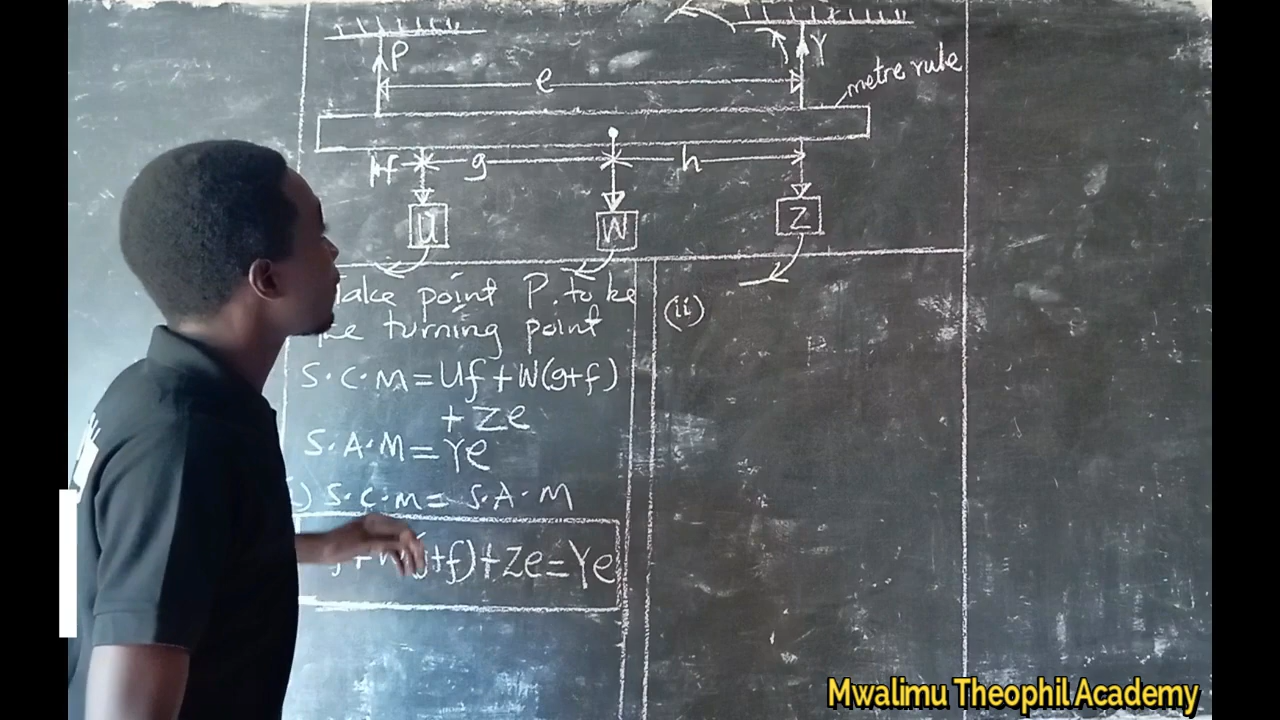 P
Y
e
metre rule
f
g
h
U
W
Z
Take point P. to be
the turning point
S.C.M = Uf + W(g+f)
+ Ze
S.A.M = Ye
(ii)
) S.C.M = S.A.M
+f) + Ze = Ye
Mwalimu Theophil Academy